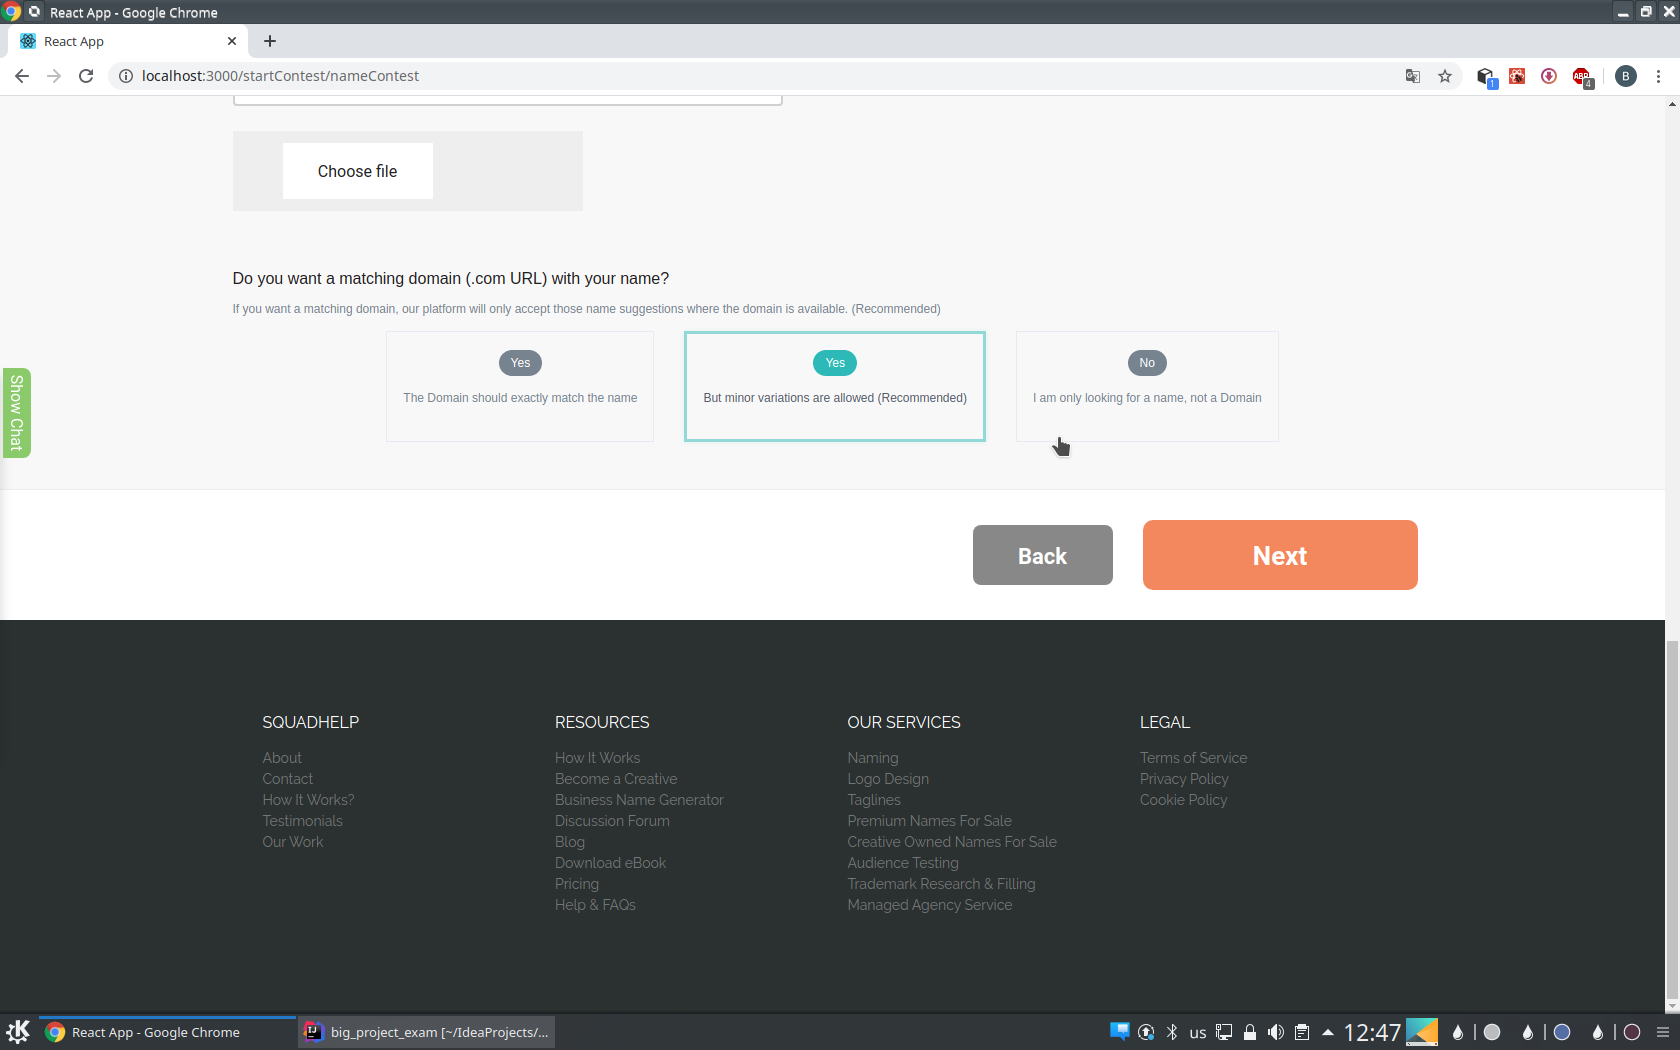 React App - Google Chrome
React App
localhost:3000/startContest/nameContest
1
ABP
4
B
Choose file
Do you want a matching domain (.com URL) with your name?
If you want a matching domain, our platform will only accept those name suggestions where the domain is available. (Recommended)
Yes
The Domain should exactly match the name
Yes
But minor variations are allowed (Recommended)
No
I am only looking for a name, not a Domain
Show Chat
Back
Next
SQUADHELP
About
Contact
How It Works?
Testimonials
Our Work
RESOURCES
How It Works
Become a Creative
Business Name Generator
Discussion Forum
Blog
Download eBook
Pricing
Help & FAQs
OUR SERVICES
Naming
Logo Design
Taglines
Premium Names For Sale
Creative Owned Names For Sale
Audience Testing
Trademark Research & Filling
Managed Agency Service
LEGAL
Terms of Service
Privacy Policy
Cookie Policy
React App - Google Chrome
IJ
big_project_exam [~/IdeaProjects/...
us
12:47